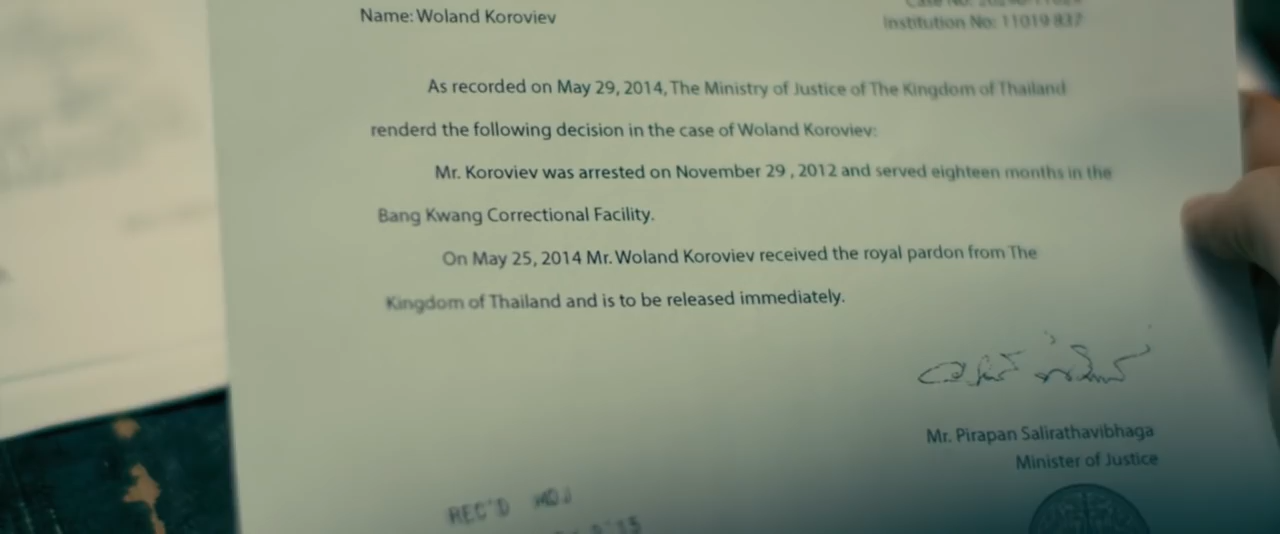 Name: Woland Koroviev
Institution No: 11019 837
As recorded on May 29, 2014, The Ministry of Justice of The Kingdom of Thailand
renderd the following decision in the case of Woland Koroviev:
Mr. Koroviev was arrested on November 29 , 2012 and served eighteen months in the
Bang Kwang Correctional Facility.
On May 25, 2014 Mr. Woland Koroviev received the royal pardon from The
Kingdom of Thailand and is to be released immediately.
Mr. Pirapan Salirathavibhaga
Minister of Justice
REC'D MOJ